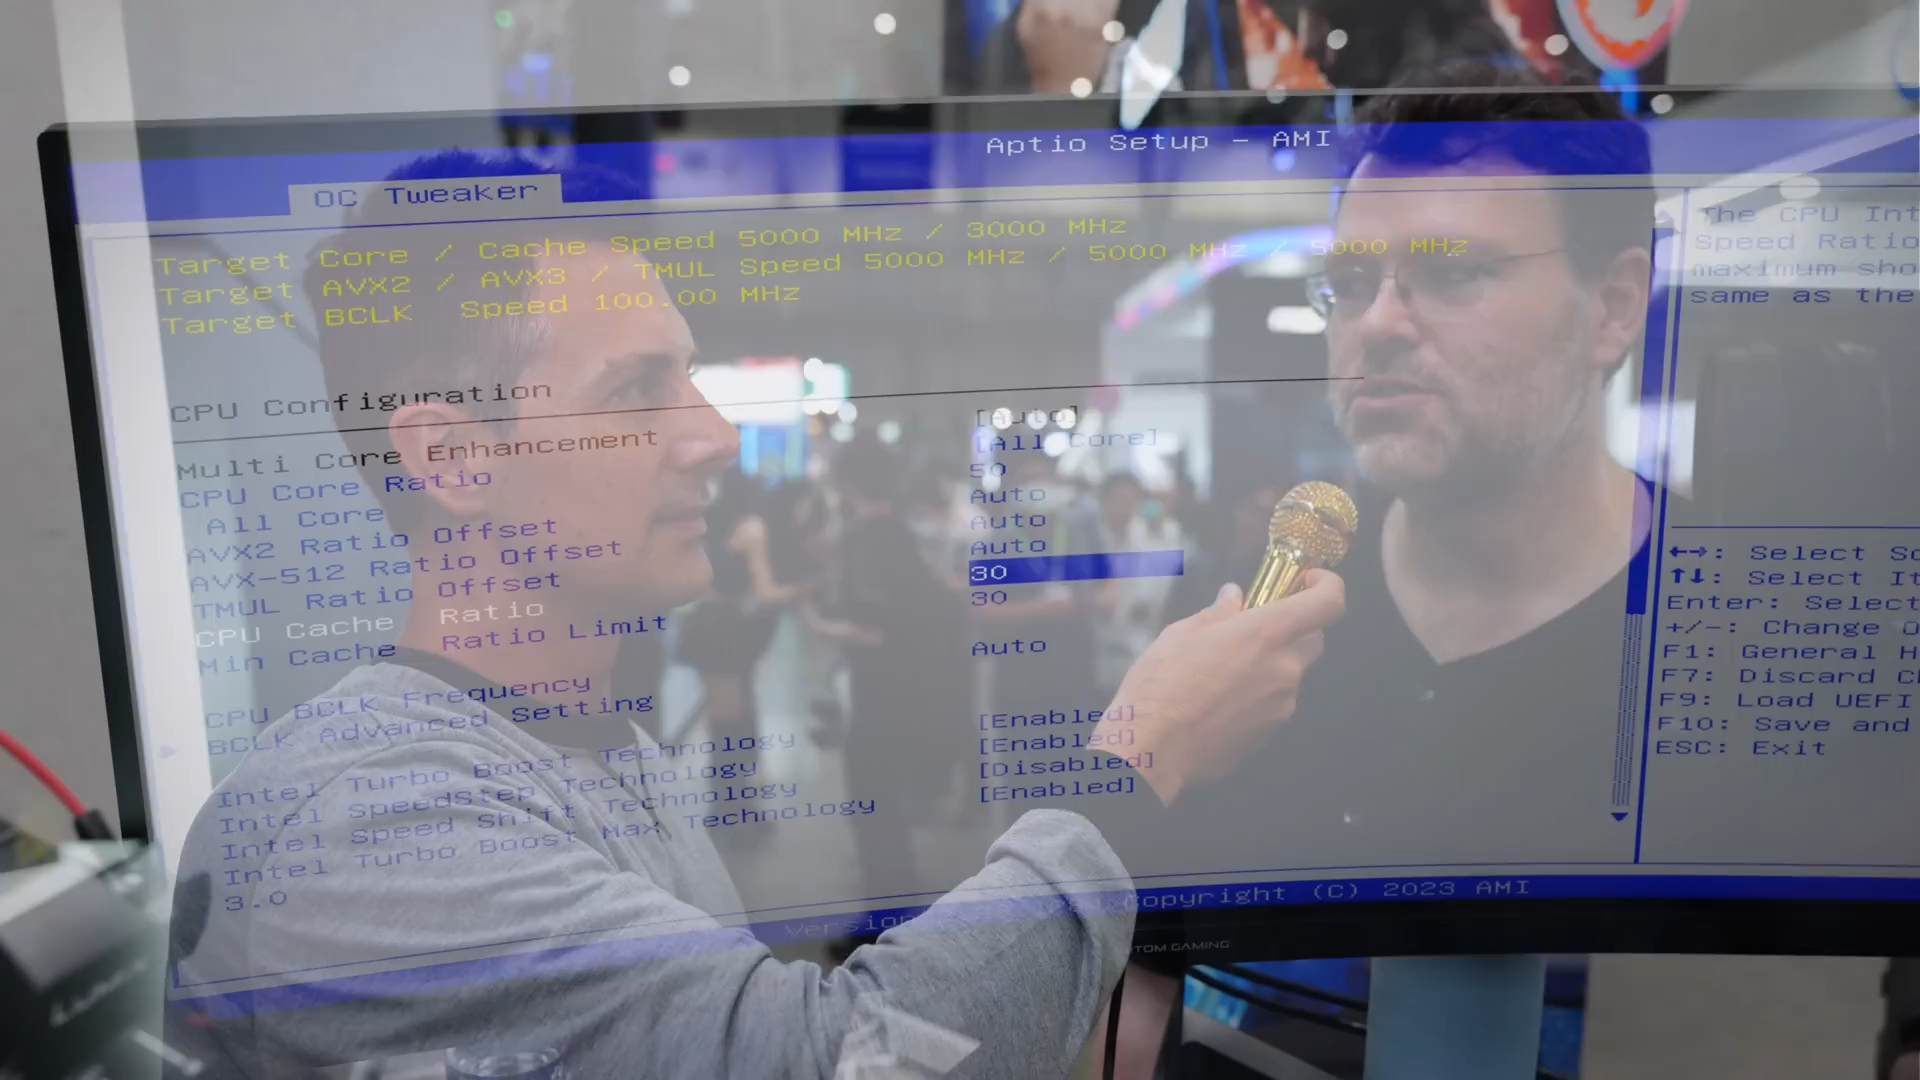 Aptio Setup - AMI
OC Tweaker
Target Core / Cache Speed 5000 MHz / 3000 MHz
Target AVX2 / AVX3 / TMUL Speed 5000 MHz / 5000 MHz / 5000 MHz
Target BCLK Speed 100.00 MHz
CPU Configuration
Multi Core Enhancement [Auto]
CPU Core Ratio [All Core]
All Core 50
AVX2 Ratio Offset Auto
AVX-512 Ratio Offset Auto
TMUL Ratio Offset Auto
CPU Cache Ratio 30
Min Cache Ratio Limit 30
CPU BCLK Frequency Auto
BCLK Advanced Setting
Intel Turbo Boost Technology [Enabled]
Intel SpeedStep Technology [Enabled]
Intel Speed Shift Technology [Disabled]
Intel Turbo Boost Max Technology [Enabled]
3.0
The CPU Int
Speed Ratio
maximum sho
same as the
←→: Select Sc
↑↓: Select It
Enter: Select
+/-: Change O
F1: General H
F7: Discard Ch
F9: Load UEFI
F10: Save and
ESC: Exit
Version
Copyright (C) 2023 AMI
TOM GAMING